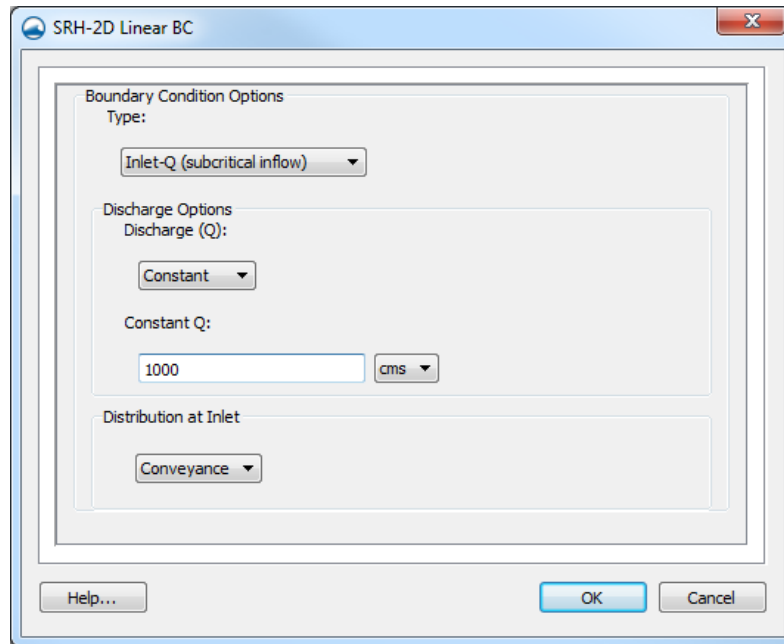 SRH-2D Linear BC
Boundary Condition Options
Type:
Inlet-Q (subcritical inflow)
Discharge Options
Discharge (Q):
Constant
Constant Q:
1000 cms
Distribution at Inlet
Conveyance
Help... OK Cancel